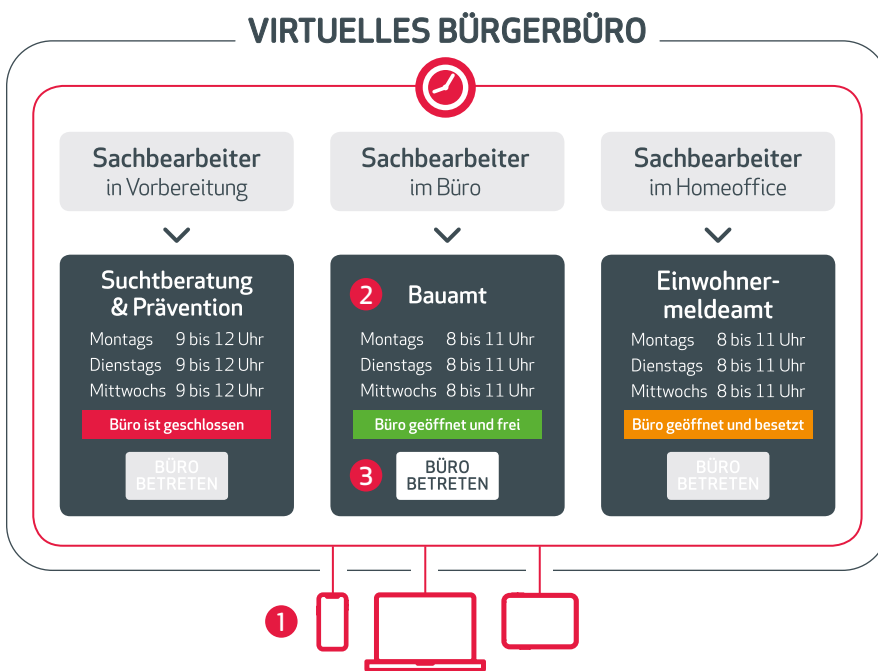 VIRTUELLES BÜRGERBÜRO
Sachbearbeiter
in Vorbereitung
Suchtberatung
& Prävention
Montags 9 bis 12 Uhr
Dienstags 9 bis 12 Uhr
Mittwochs 9 bis 12 Uhr
Büro ist geschlossen
BÜRO
BETRETEN
Sachbearbeiter
im Büro
2 Bauamt
Montags 8 bis 11 Uhr
Dienstags 8 bis 11 Uhr
Mittwochs 8 bis 11 Uhr
Büro geöffnet und frei
3
BÜRO
BETRETEN
Sachbearbeiter
im Homeoffice
Einwohner-
meldeamt
Montags 8 bis 11 Uhr
Dienstags 8 bis 11 Uhr
Mittwochs 8 bis 11 Uhr
Büro geöffnet und besetzt
BÜRO
BETRETEN
1